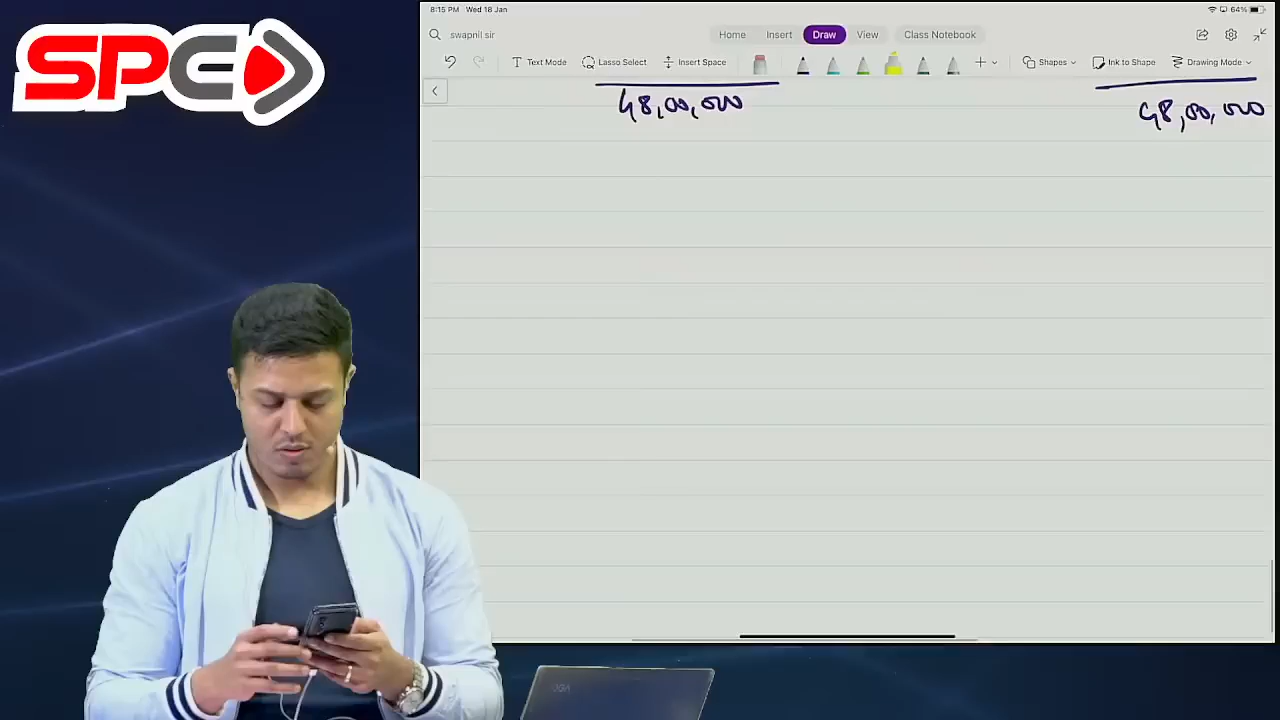 SPE
8:15 PM Wed 18 Jan
64%
swapnil sir
Home Insert Draw View Class Notebook
Text Mode Lasso Select Insert Space Shapes Ink to Shape Drawing Mode
48,00,000 48,00,000